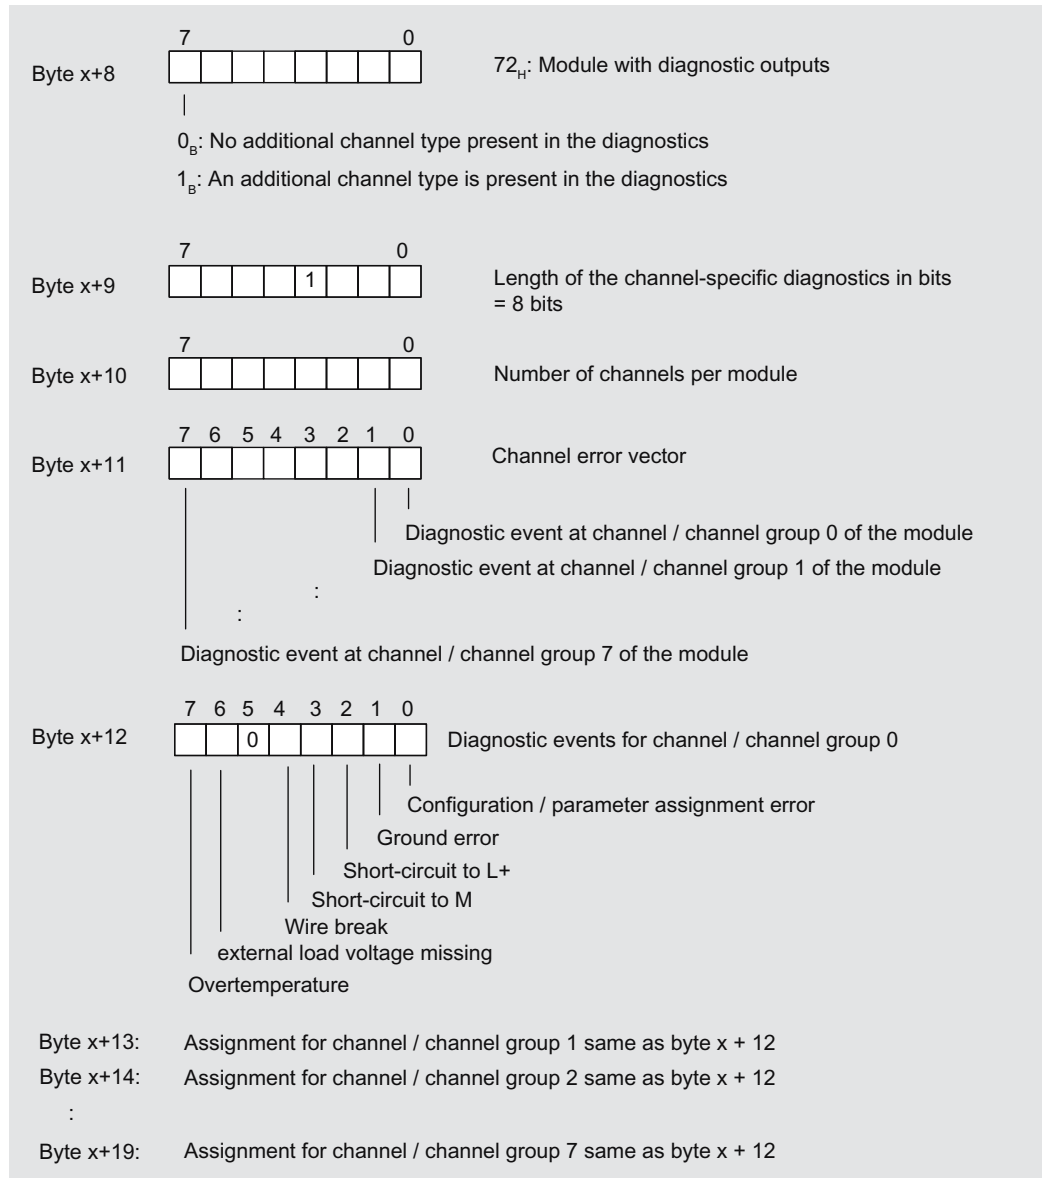 7 0
Byte x+8
72H: Module with diagnostic outputs
0B: No additional channel type present in the diagnostics
1B: An additional channel type is present in the diagnostics
7 0
Byte x+9 1
Length of the channel-specific diagnostics in bits
= 8 bits
7 0
Byte x+10
Number of channels per module
7 6 5 4 3 2 1 0
Byte x+11
Channel error vector
Diagnostic event at channel / channel group 0 of the module
Diagnostic event at channel / channel group 1 of the module
:
:
Diagnostic event at channel / channel group 7 of the module
7 6 5 4 3 2 1 0
Byte x+12 0 Diagnostic events for channel / channel group 0
Configuration / parameter assignment error
Ground error
Short-circuit to L+
Short-circuit to M
Wire break
external load voltage missing
Overtemperature
Byte x+13: Assignment for channel / channel group 1 same as byte x + 12
Byte x+14: Assignment for channel / channel group 2 same as byte x + 12
:
Byte x+19: Assignment for channel / channel group 7 same as byte x + 12